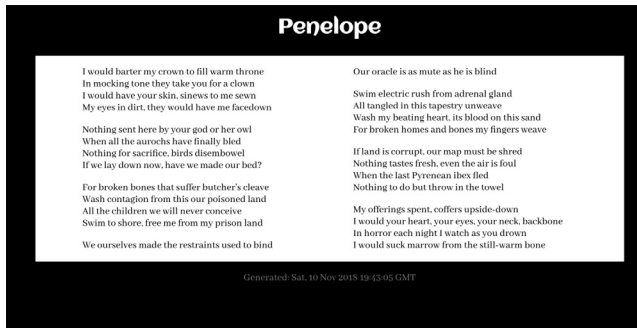 Penelope
I would barter my crown to fill warm throne
In mocking tone they take you for a clown
I would have your skin, sinews to me sewn
My eyes in dirt, they would have me facedown
Nothing sent here by your god or her owl
When all the aurochs have finally bled
Nothing for sacrifice, birds disembowel
If we lay down now, have we made our bed?
For broken bones that suffer butcher's cleave
Wash contagion from this our poisoned land
All the children we will never conceive
Swim to shore, free me from my prison land
We ourselves made the restraints used to bind
Our oracle is as mute as he is blind
Swim electric rush from adrenal gland
All tangled in this tapestry unweave
Wash my beating heart, its blood on this sand
For broken homes and bones my fingers weave
If land is corrupt, our map must be shred
Nothing tastes fresh, even the air is foul
When the last Pyrenean ibex fled
Nothing to do but throw in the towel
My offerings spent, coffers upside-down
I would your heart, your eyes, your neck, backbone
In horror each night I watch as you drown
I would suck marrow from the still-warm bone
Generated: Sat, 10 Nov 2018 19:43:05 GMT